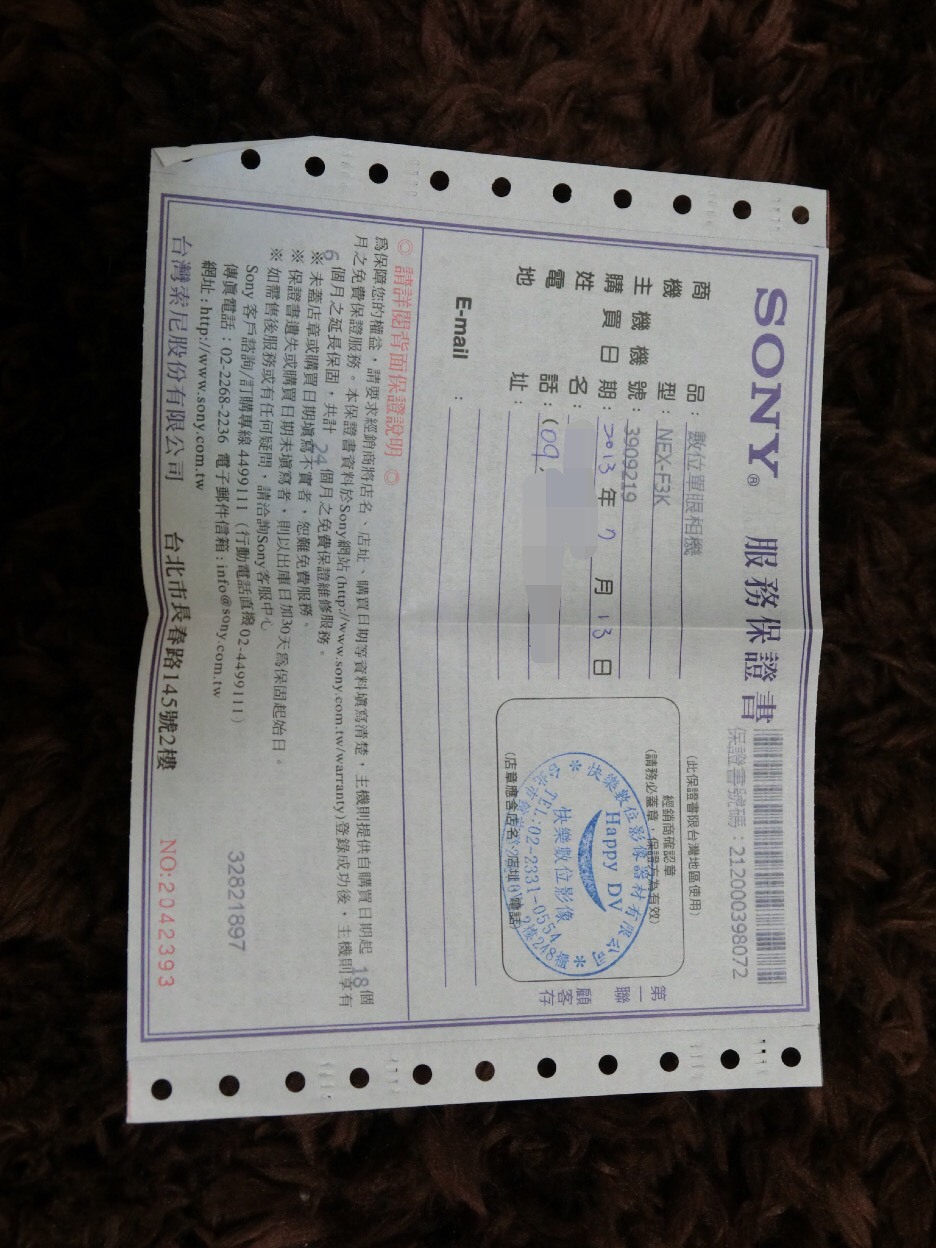 SONY® 服務保證書
保證書號碼：212000398072
商品：數位單眼相機
機型：NEX-F3K
主機機號：3909219
購買日期：2013年7月13日
姓名：
電話：(09
地址：
E-mail：
(此保證書限台灣地區使用)
經銷商確認章
(請務必蓋章，保證方為有效)
快樂數位影像器材有限公司
Happy DV
快樂數位影像
TEL:02-2331-0554
(店章應含店名、店址、電話)
第一聯 顧客存
◎ 請詳閱背面保證說明 ◎
為保障您的權益，請要求經銷商將店名、店址、購買日期等資料填寫清楚，主機則提供自購買日期起 18 個
月之免費保證服務。本保證書資料於Sony網站(http://www.sony.com.tw/warranty)登錄成功後，主機則享有
6 個月之延長保固，共計 24 個月之免費保證維修服務。
※ 未蓋店章或購買日期填寫不實者，恕難免費服務。
※ 保證書遺失或購買日期未填寫者，則以出庫日加30天為保固起始日。
※ 如需售後服務或有任何疑問，請洽詢Sony客服中心
Sony 客戶諮詢/訂購專線 4499111 (行動電話直撥 02-4499111)
傳真電話：02-2268-2236 電子郵件信箱：info@sony.com.tw
網址：http://www.sony.com.tw
32821897
台灣索尼股份有限公司 台北市長春路145號2樓
NO:2042393